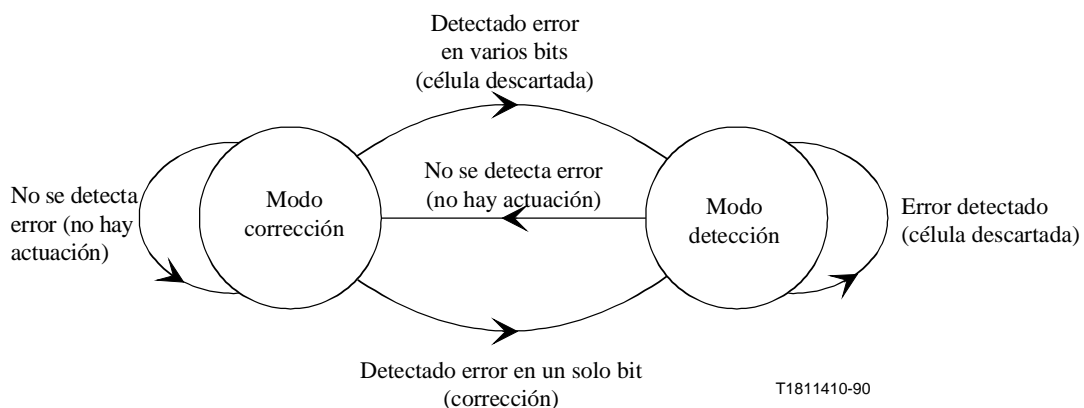 Detectado error
en varios bits
(célula descartada)
No se detecta
error (no hay
actuación)
Modo
corrección
No se detecta error
(no hay actuación)
Modo
detección
Error detectado
(célula descartada)
Detectado error en un solo bit
(corrección)
T1811410-90